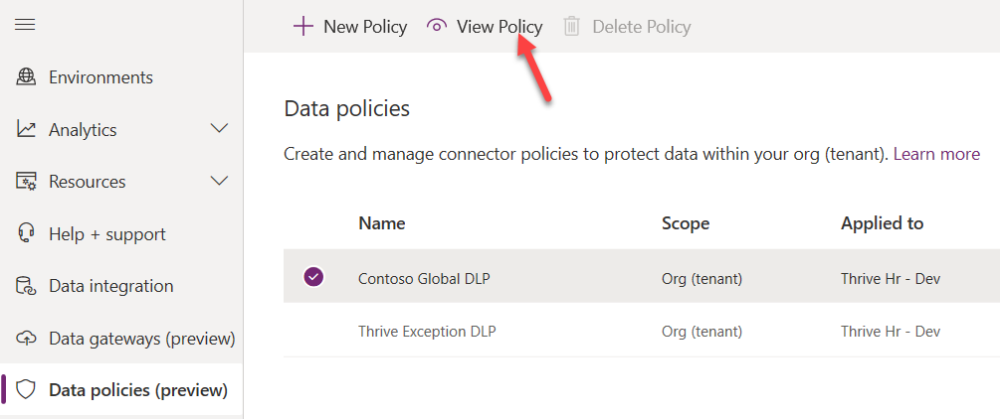 New Policy View Policy Delete Policy
Environments
Analytics
Resources
Help + support
Data integration
Data gateways (preview)
Data policies (preview)
Data policies
Create and manage connector policies to protect data within your org (tenant). Learn more
Name Scope Applied to
Contoso Global DLP Org (tenant) Thrive Hr - Dev
Thrive Exception DLP Org (tenant) Thrive Hr - Dev